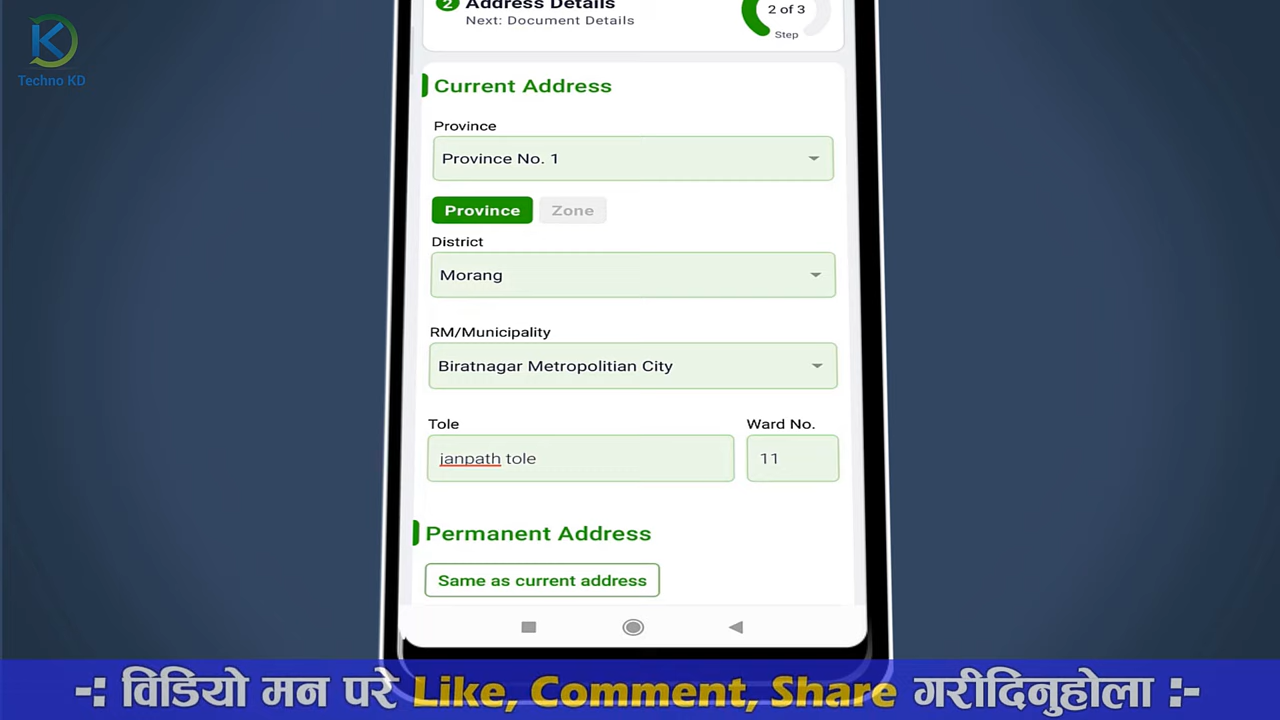 Techno KD
2 Address Details
Next: Document Details
2 of 3
Step
Current Address
Province
Province No. 1
Province Zone
District
Morang
RM/Municipality
Biratnagar Metropolitian City
Tole Ward No.
janpath tole 11
Permanent Address
Same as current address
-: विडियो मन परे Like, Comment, Share गरीदिनुहोला :-